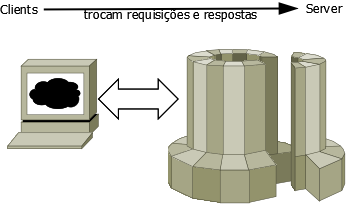 Clients
Server
trocam requisições e respostas